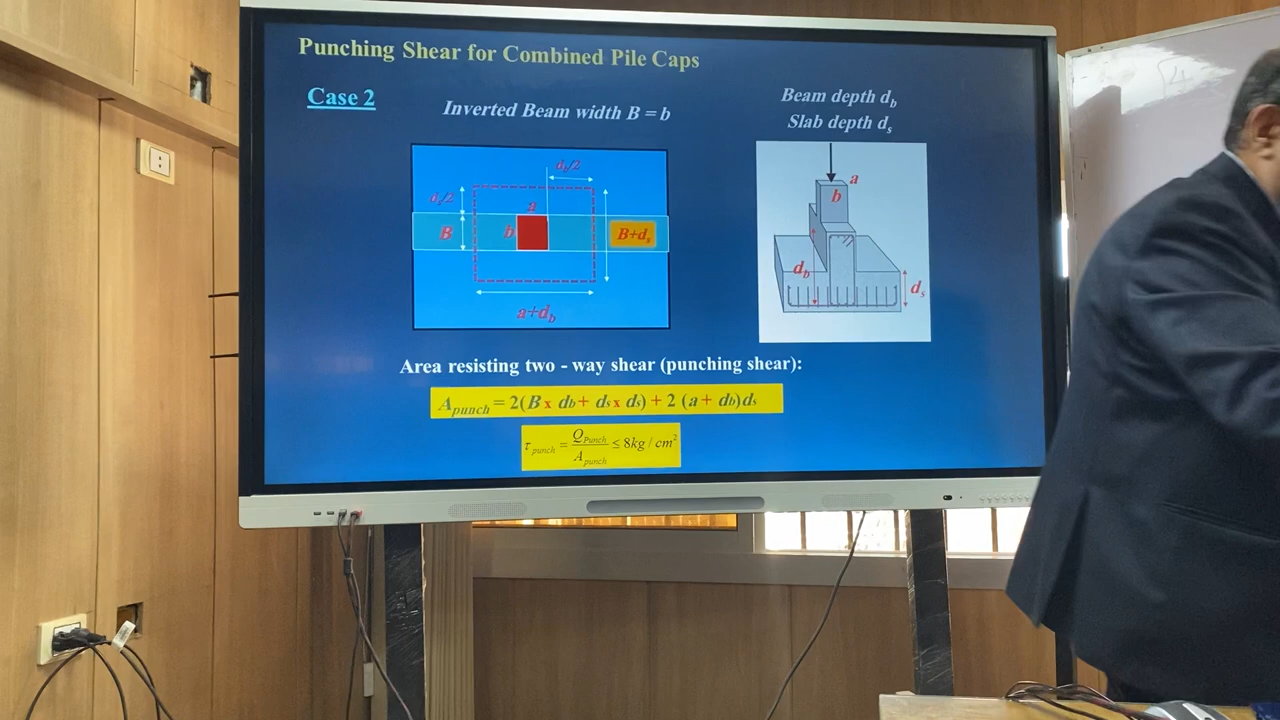 Punching Shear for Combined Pile Caps
Case 2
Inverted Beam width B = b
Beam depth d_b
Slab depth d_s
d_b/2
d_s/2
a
B
b
B+d_s
a+d_b
a
b
d_b
d_s
Area resisting two - way shear (punching shear):
A_punch = 2(B x d_b + d_s x d_s) + 2 (a + d_b)d_s
τ_punch = Q_Punch / A_punch ≤ 8kg / cm²